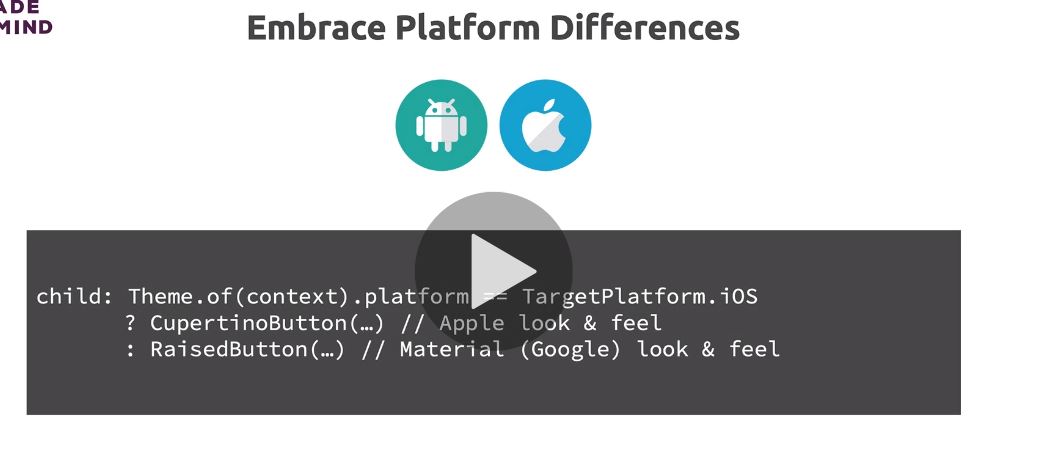 ADE
MIND
Embrace Platform Differences
child: Theme.of(context).platform == TargetPlatform.iOS
? CupertinoButton(…) // Apple look & feel
: RaisedButton(…) // Material (Google) look & feel